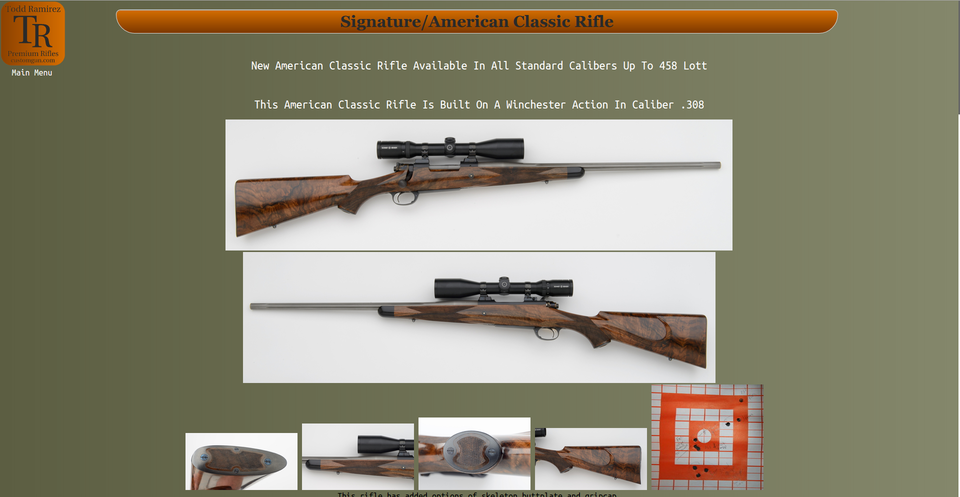 Todd Ramirez
TR
Premium Rifles
customgun.com
Main Menu
Signature/American Classic Rifle
New American Classic Rifle Available In All Standard Calibers Up To 458 Lott
This American Classic Rifle Is Built On A Winchester Action In Caliber .308
This rifle has added options of skeleton buttplate and gripcap